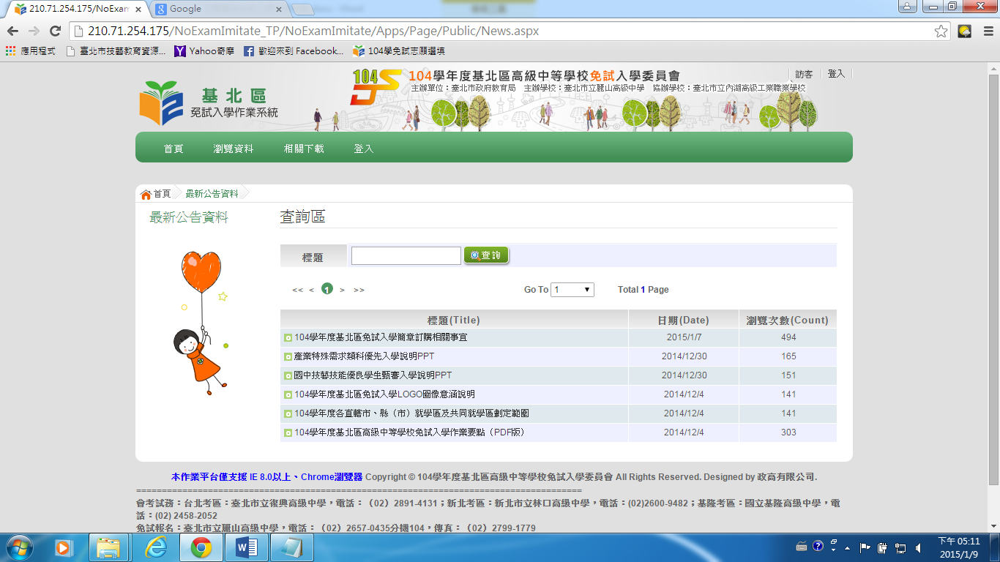 210.71.254.175/NoExam
Google
210.71.254.175/NoExamImitate_TP/NoExamImitate/Apps/Page/Public/News.aspx
應用程式 臺北市技藝教育資源... Yahoo奇摩 歡迎來到 Facebook... 104學免試志願選填
基北區
免試入學作業系統
104 104學年度基北區高級中等學校免試入學委員會
主辦單位：臺北市政府教育局 主辦學校：臺北市立麗山高級中學 協辦學校：臺北市立內湖高級工業職業學校
訪客 登入
首頁 瀏覽資料 相關下載 登入
首頁 最新公告資料
最新公告資料
查詢區
標題 查詢
<< < 1 > >> Go To 1 Total 1 Page
標題(Title) 日期(Date) 瀏覽次數(Count)
104學年度基北區免試入學簡章訂購相關事宜 2015/1/7 494
產業特殊需求類科優先入學說明PPT 2014/12/30 165
國中技藝技能優良學生甄審入學說明PPT 2014/12/30 151
104學年度基北區免試入學LOGO圖像意涵說明 2014/12/4 141
104學年度各直轄市、縣（市）就學區及共同就學區劃定範圍 2014/12/4 141
104學年度基北區高級中等學校免試入學作業要點（PDF版） 2014/12/4 303
本作業平台僅支援 IE 8.0以上、Chrome瀏覽器 Copyright © 104學年度基北區高級中等學校免試入學委員會 All Rights Reserved. Designed by 政高有限公司.
會考試務：台北考區：臺北市立復興高級中學，電話：（02）2891-4131；新北考區：新北市立林口高級中學，電話：(02)2600-9482；基隆考區：國立基隆高級中學，電
話：(02) 2458-2052
免試報名：臺北市立麗山高級中學，電話：（02）2657-0435分機104，傳真：（02）2799-1779
下午 05:11
2015/1/9